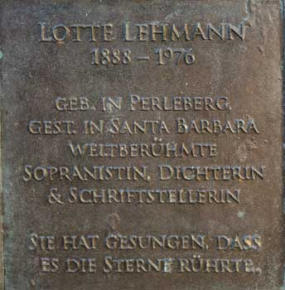 LOTTE LEHMANN
1888 – 1976
GEB. IN PERLEBERG,
GEST. IN SANTA BARBARA
WELTBERÜHMTE
SOPRANISTIN, DICHTERIN
& SCHRIFTSTELLERIN
SIE HAT GESUNGEN, DASS
ES DIE STERNE RÜHRTE.